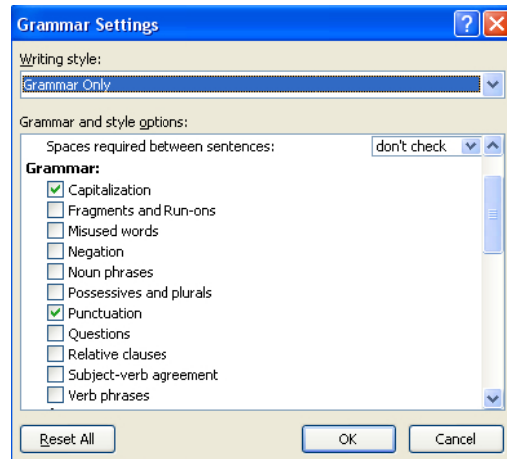 Grammar Settings
Writing style:
Grammar Only
Grammar and style options:
Spaces required between sentences: don't check
Grammar:
Capitalization
Fragments and Run-ons
Misused words
Negation
Noun phrases
Possessives and plurals
Punctuation
Questions
Relative clauses
Subject-verb agreement
Verb phrases
Reset All OK Cancel